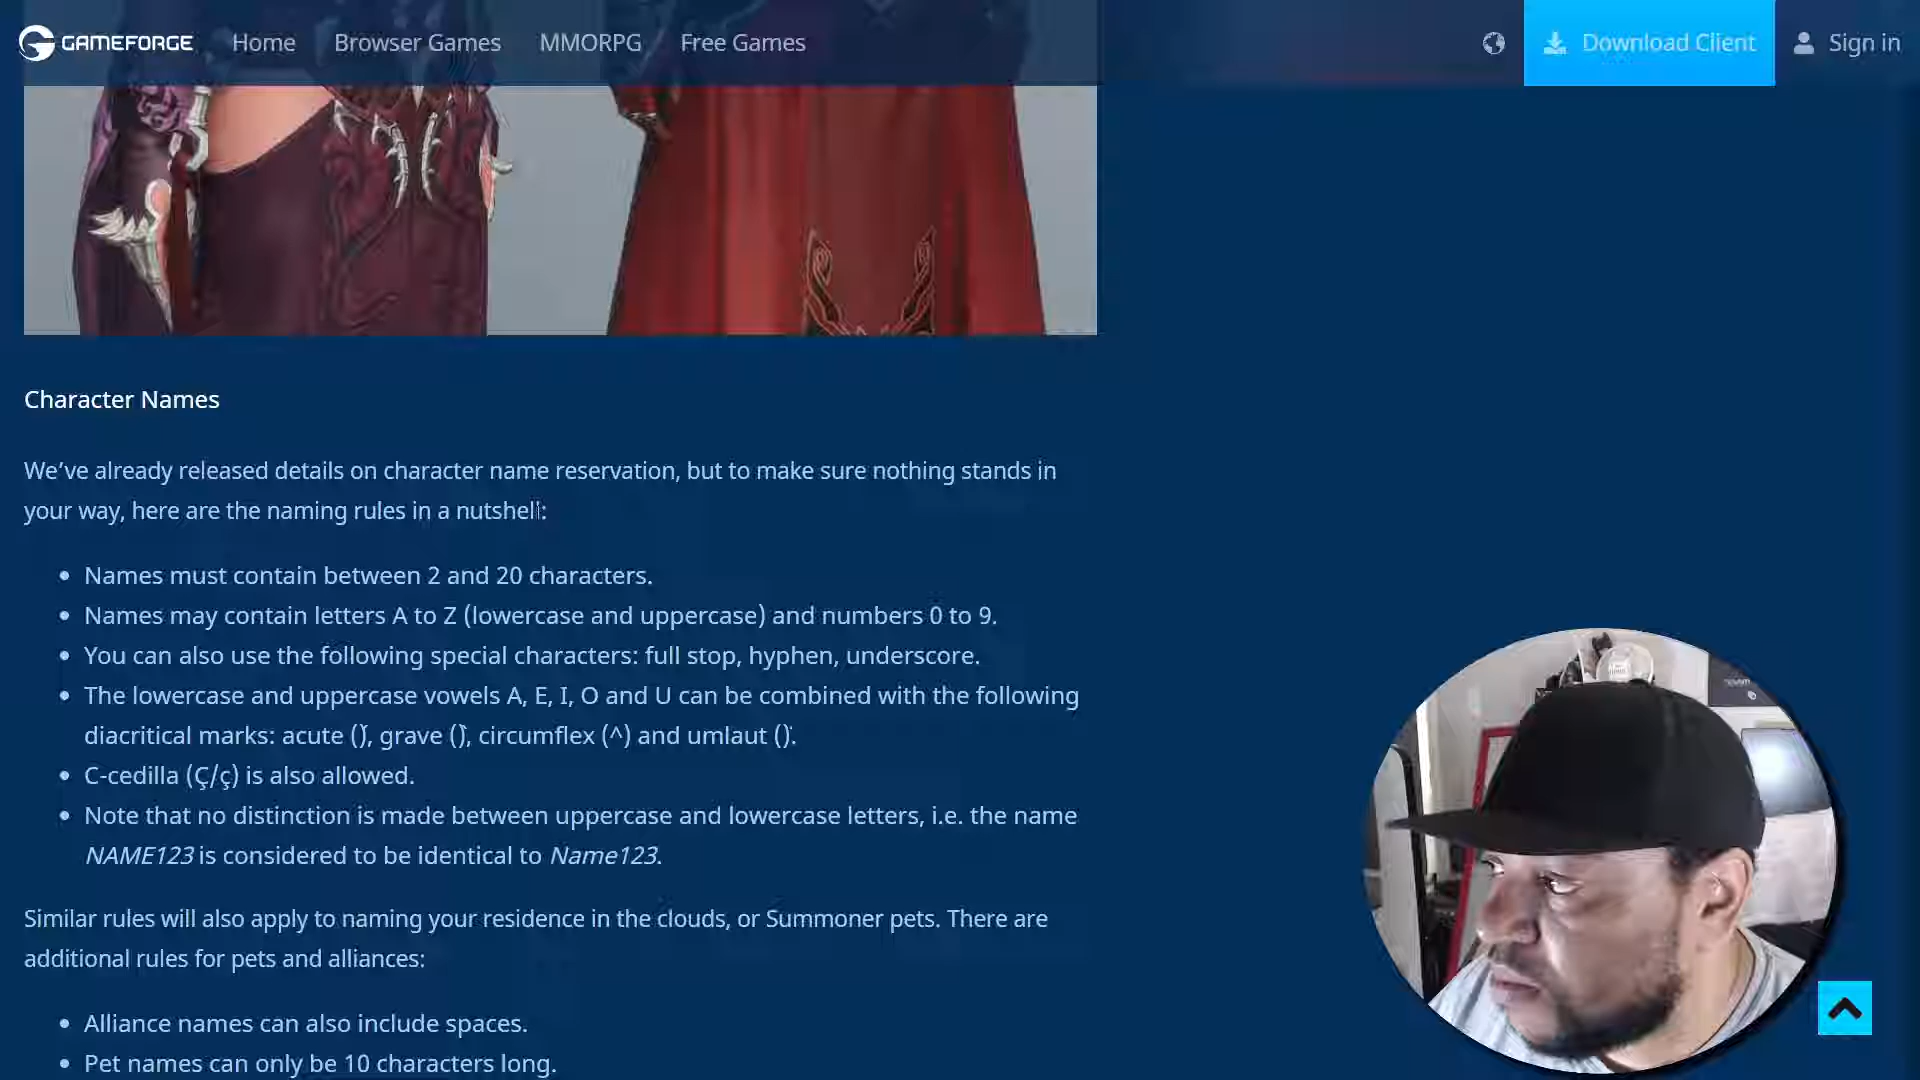 GAMEFORGE Home Browser Games MMORPG Free Games Download Client Sign in
Character Names
We've already released details on character name reservation, but to make sure nothing stands in
your way, here are the naming rules in a nutshell:
• Names must contain between 2 and 20 characters.
• Names may contain letters A to Z (lowercase and uppercase) and numbers 0 to 9.
• You can also use the following special characters: full stop, hyphen, underscore.
• The lowercase and uppercase vowels A, E, I, O and U can be combined with the following
diacritical marks: acute (´), grave (`), circumflex (^) and umlaut (¨).
• C-cedilla (Ç/ç) is also allowed.
• Note that no distinction is made between uppercase and lowercase letters, i.e. the name
NAME123 is considered to be identical to Name123.
Similar rules will also apply to naming your residence in the clouds, or Summoner pets. There are
additional rules for pets and alliances:
• Alliance names can also include spaces.
• Pet names can only be 10 characters long.